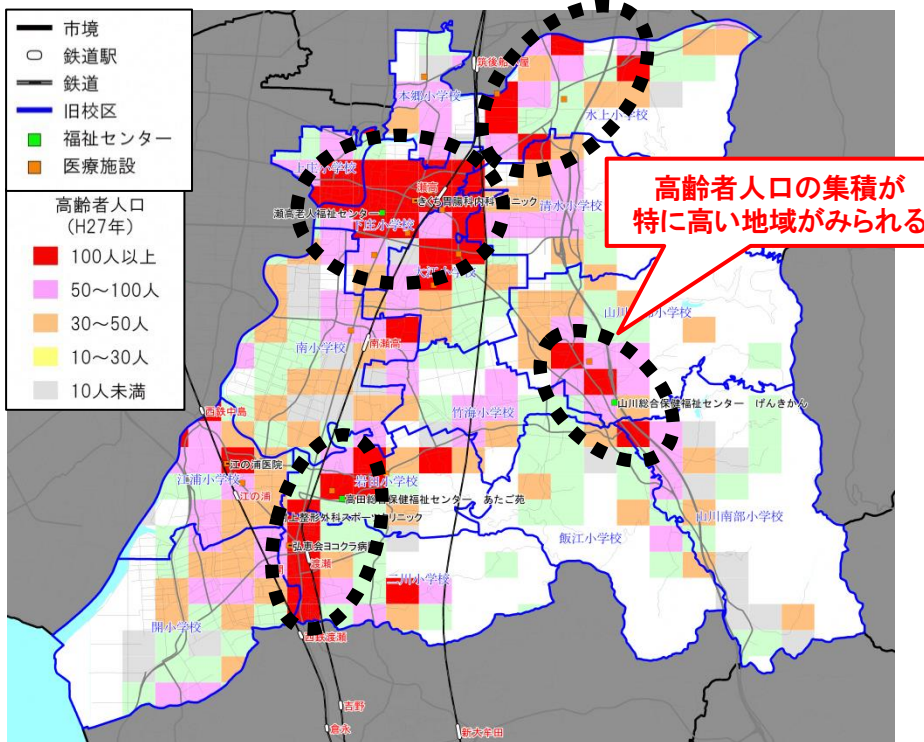 市境
鉄道駅
鉄道
旧校区
福祉センター
医療施設
高齢者人口
(H27年)
100人以上
50～100人
30～50人
10～30人
10人未満
高齢者人口の集積が
特に高い地域がみられる
筑後船小屋
本郷小学校
水上小学校
上庄小学校
瀬高
きくち胃腸科内科クリニック
清水小学校
瀬高老人福祉センター
下庄小学校
大江小学校
南小学校
南瀬高
竹海小学校
山川総合保健福祉センター げんきかん
西鉄中島
江の浦医院
江浦小学校
江の浦
岩田小学校
高田総合保健福祉センター あたご苑
上整形外科スポーツクリニック
弘恵会ヨコクラ病
渡瀬
飯江小学校
山川南部小学校
二川小学校
開小学校
西鉄渡瀬
吉野
倉永
新大牟田